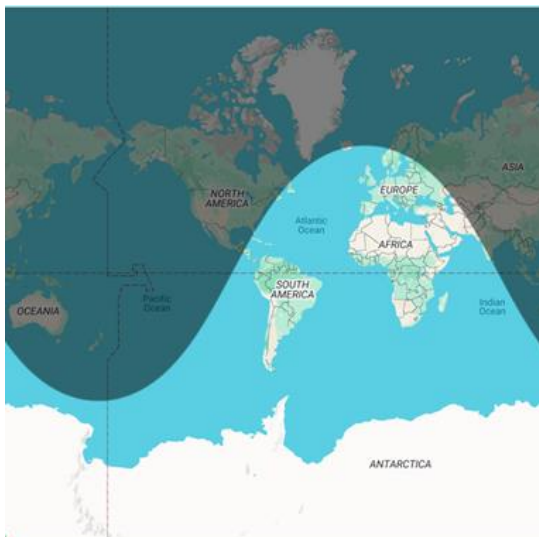 ASIA
NORTH
AMERICA
EUROPE
Atlantic
Ocean
AFRICA
SOUTH
AMERICA
Pacific
Ocean
Indian
Ocean
OCEANIA
ANTARCTICA